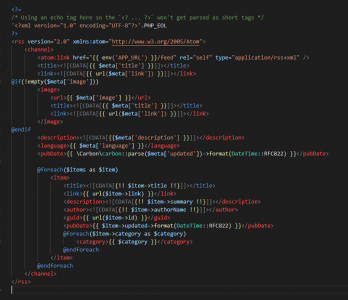 <?=
/* Using an echo tag here so the `<? ... ?>` won't get parsed as short tags */
'<?xml version="1.0" encoding="UTF-8"?>'.PHP_EOL
?>
<rss version="2.0" xmlns:atom="http://www.w3.org/2005/Atom">
<channel>
<atom:link href="{{ env('APP_URL') }}/feed" rel="self" type="application/rss+xml" />
<title><![CDATA[{{ $meta['title'] }}]]></title>
<link><![CDATA[{{ url($meta['link']) }}]]></link>
@if(!empty($meta['image']))
<image>
<url>{{ $meta['image'] }}</url>
<title><![CDATA[{{ $meta['title'] }}]]></title>
<link><![CDATA[{{ url($meta['link']) }}]]></link>
</image>
@endif
<description><![CDATA[{{$meta['description'] }}]]></description>
<language>{{ $meta['language'] }}</language>
<pubDate>{{ \Carbon\Carbon::parse($meta['updated'])->format(DateTime::RFC822) }}</pubDate>
@foreach($items as $item)
<item>
<title><![CDATA[{!! $item->title !!}]]></title>
<link>{{ url($item->link) }}</link>
<description><![CDATA[{!! $item->summary !!}]]></description>
<author><![CDATA[{!! $item->authorName !!}]]></author>
<guid>{{ url($item->id) }}</guid>
<pubDate>{{ $item->updated->format(DateTime::RFC822) }}</pubDate>
@foreach($item->category as $category)
<category>{{ $category }}</category>
@endforeach
</item>
@endforeach
</channel>
</rss>